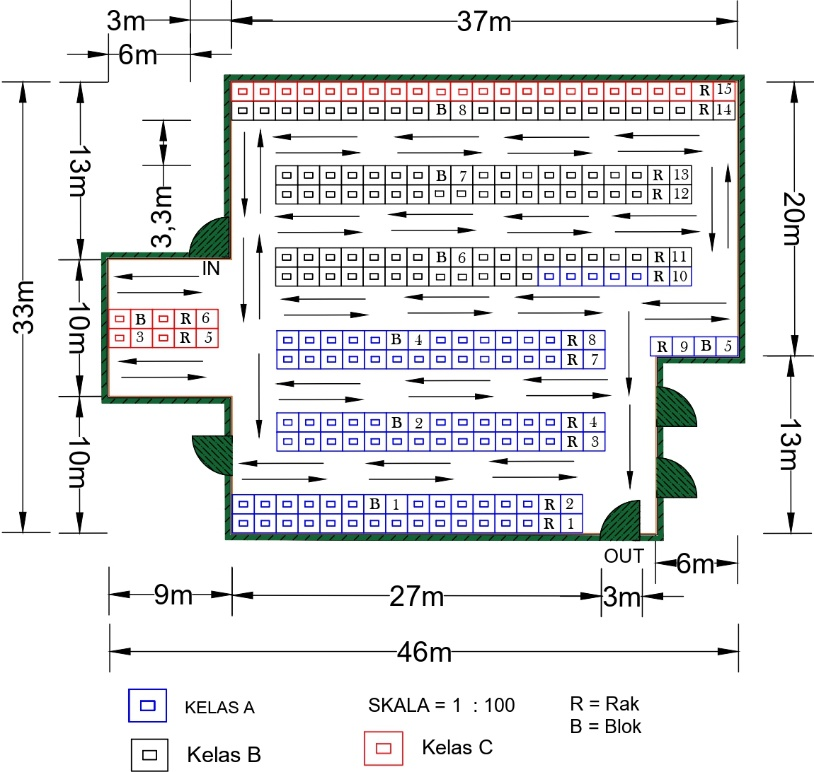 3m
37m
6m
R 15
B 8 R 14
13m
3,3m
B 7 R 13
R 12
20m
IN
B 6 R 11
R 10
33m
10m
B R 6
3 R 5
B 4 R 8
R 7
R 9 B 5
10m
B 2 R 4
R 3
13m
B 1 R 2
R 1
OUT
6m
9m
27m
3m
46m
KELAS A
SKALA = 1 : 100
R = Rak
B = Blok
Kelas B
Kelas C